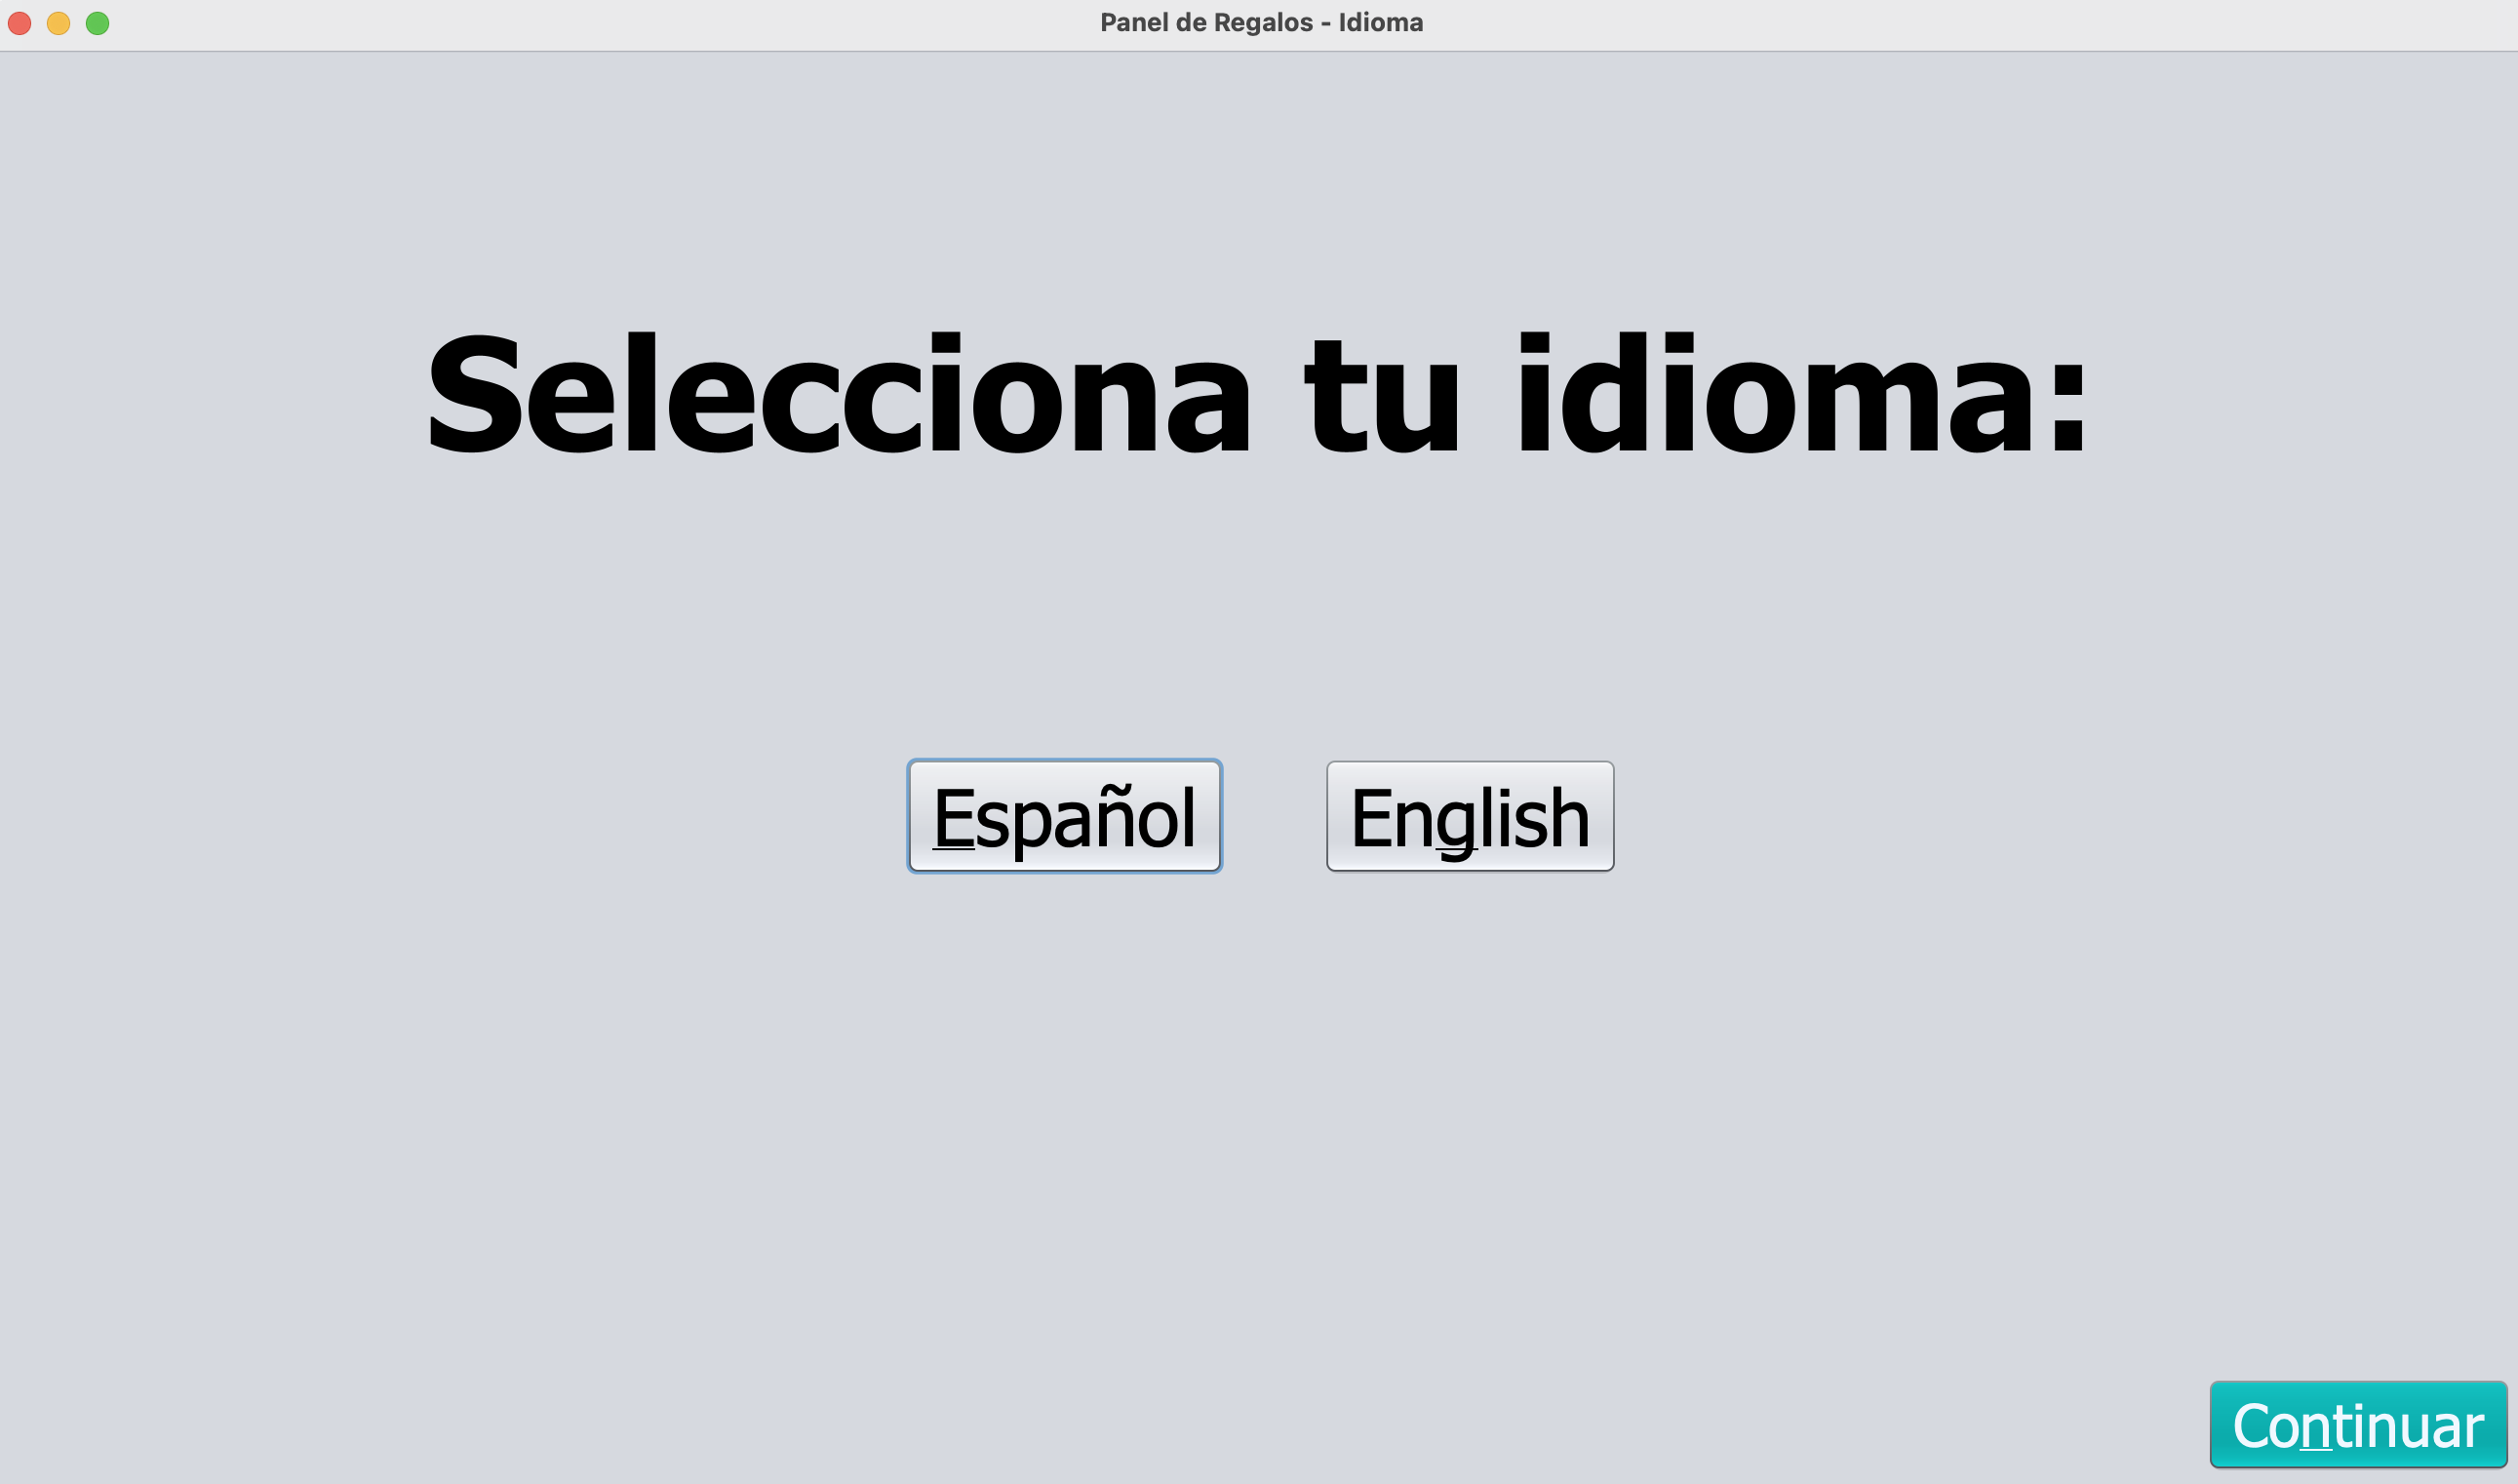 Panel de Regalos - Idioma
Selecciona tu idioma:
Español English
Continuar